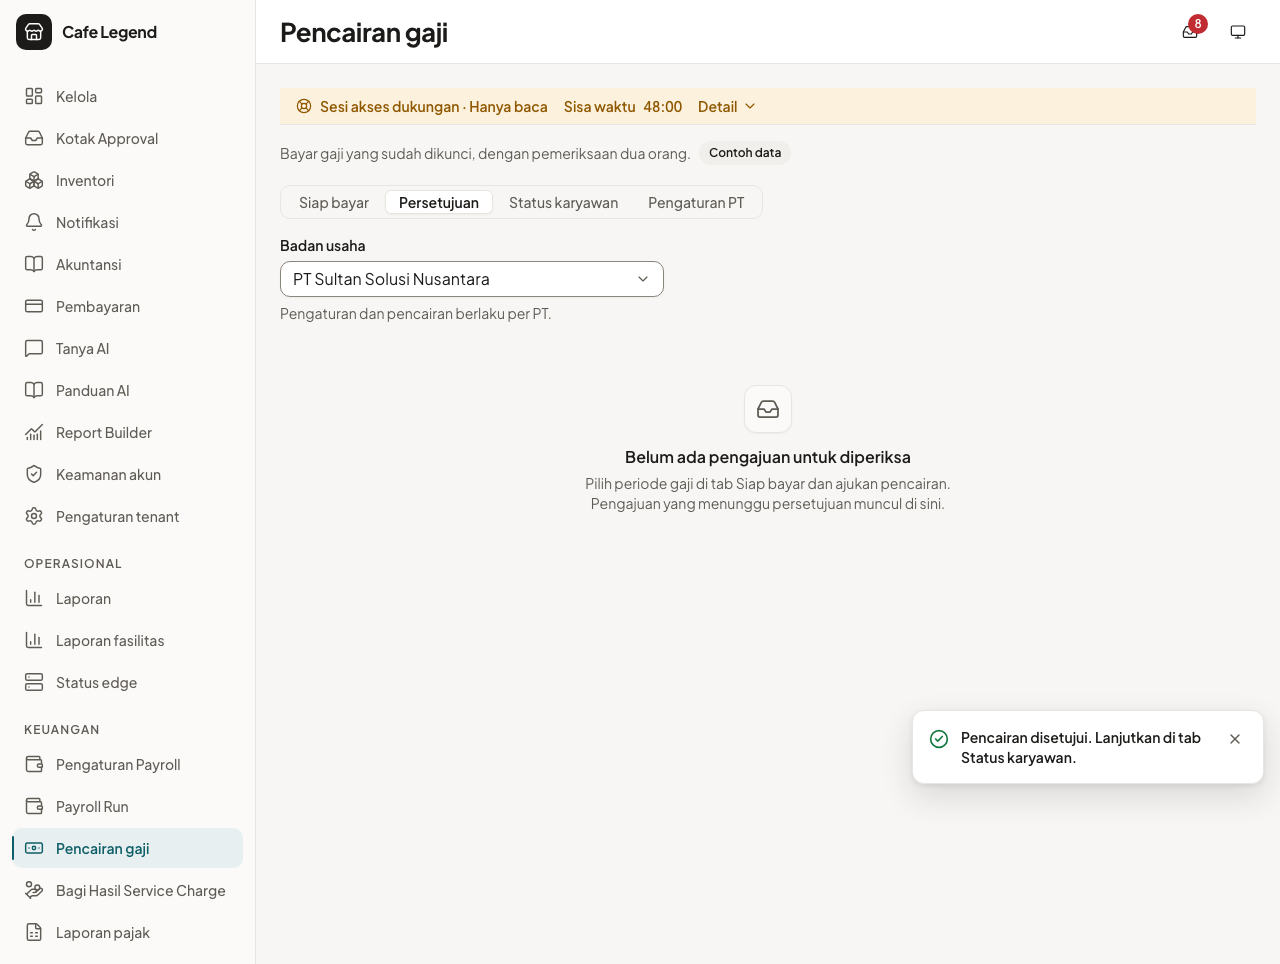 Cafe Legend
Kelola
Kotak Approval
Inventori
Notifikasi
Akuntansi
Pembayaran
Tanya AI
Panduan AI
Report Builder
Keamanan akun
Pengaturan tenant
OPERASIONAL
Laporan
Laporan fasilitas
Status edge
KEUANGAN
Pengaturan Payroll
Payroll Run
Pencairan gaji
Bagi Hasil Service Charge
Laporan pajak
Pencairan gaji
8
Sesi akses dukungan · Hanya baca Sisa waktu 48:00 Detail
Bayar gaji yang sudah dikunci, dengan pemeriksaan dua orang. Contoh data
Siap bayar Persetujuan Status karyawan Pengaturan PT
Badan usaha
PT Sultan Solusi Nusantara
Pengaturan dan pencairan berlaku per PT.
Belum ada pengajuan untuk diperiksa
Pilih periode gaji di tab Siap bayar dan ajukan pencairan.
Pengajuan yang menunggu persetujuan muncul di sini.
Pencairan disetujui. Lanjutkan di tab
Status karyawan.